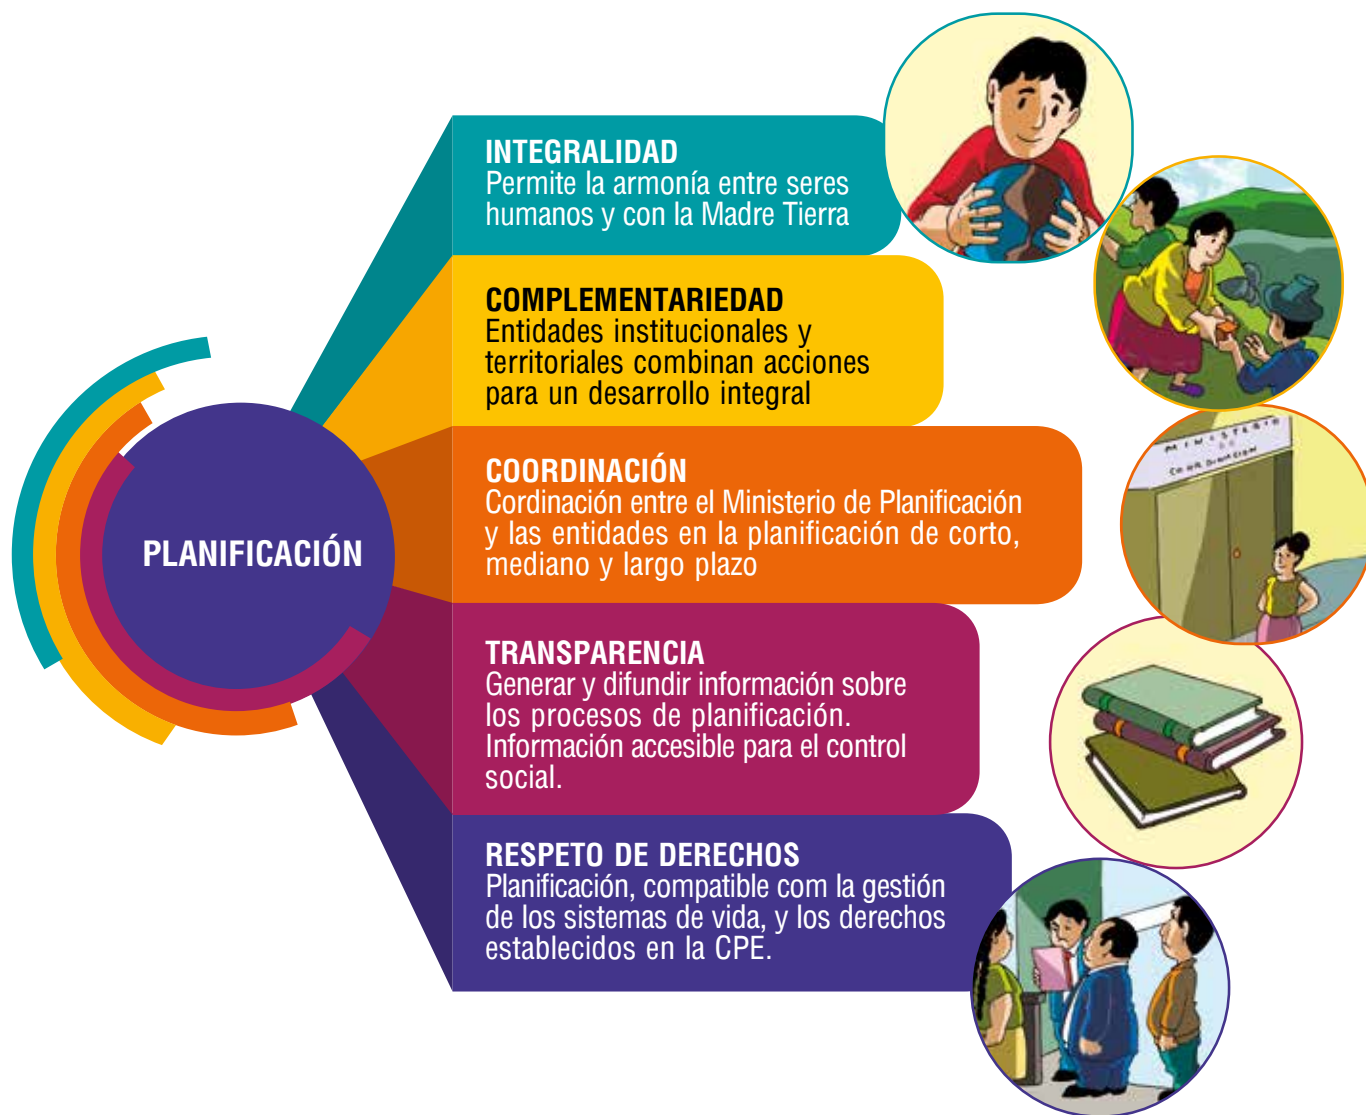 INTEGRALIDAD
Permite la armonía entre seres
humanos y con la Madre Tierra
COMPLEMENTARIEDAD
Entidades institucionales y
territoriales combinan acciones
para un desarrollo integral
MINISTERIO
DE
COORDINACION
COORDINACIÓN
Cordinación entre el Ministerio de Planificación
y las entidades en la planificación de corto,
mediano y largo plazo
PLANIFICACIÓN
TRANSPARENCIA
Generar y difundir información sobre
los procesos de planificación.
Información accesible para el control
social.
RESPETO DE DERECHOS
Planificación, compatible com la gestión
de los sistemas de vida, y los derechos
establecidos en la CPE.